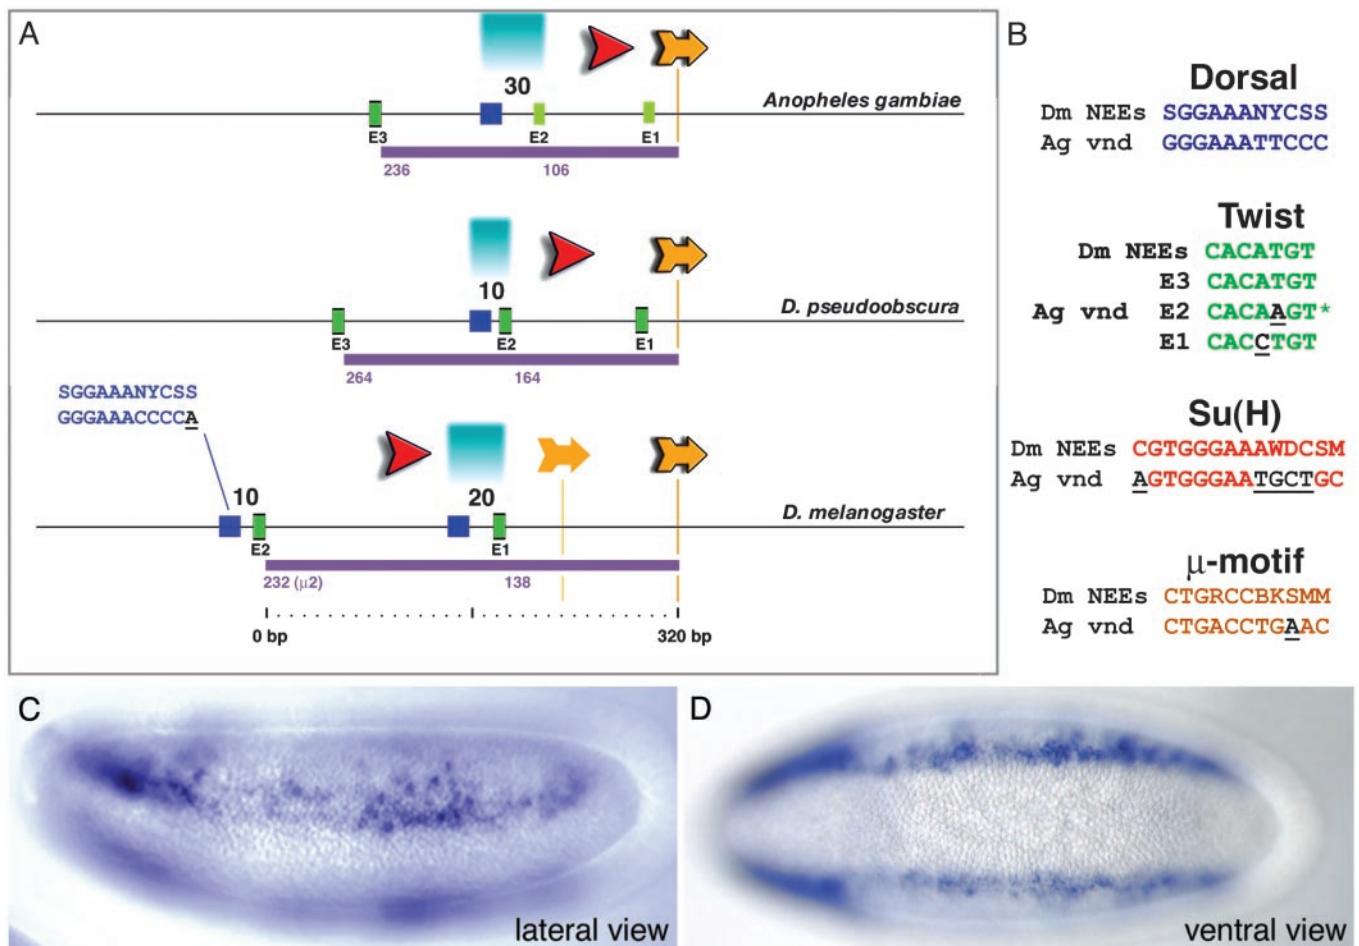 A
30
Anopheles gambiae
E3 E2 E1
236 106
10
D. pseudoobscura
E3 E2 E1
264 164
SGGAAANYCSS
GGGAAACCCCA
10 20
D. melanogaster
E2 E1
232 (µ2) 138
0 bp 320 bp
B
Dorsal
Dm NEEs SGGAAANYCSS
Ag vnd GGGAAATTCCC
Twist
Dm NEEs CACATGT
E3 CACATGT
Ag vnd E2 CACAAGT*
E1 CACCTGT
Su(H)
Dm NEEs CGTGGGAAAWDCSM
Ag vnd AGTGGGAATGCTGC
µ-motif
Dm NEEs CTGRCCBKSMM
Ag vnd CTGACCTGAAC
C
lateral view
D
ventral view